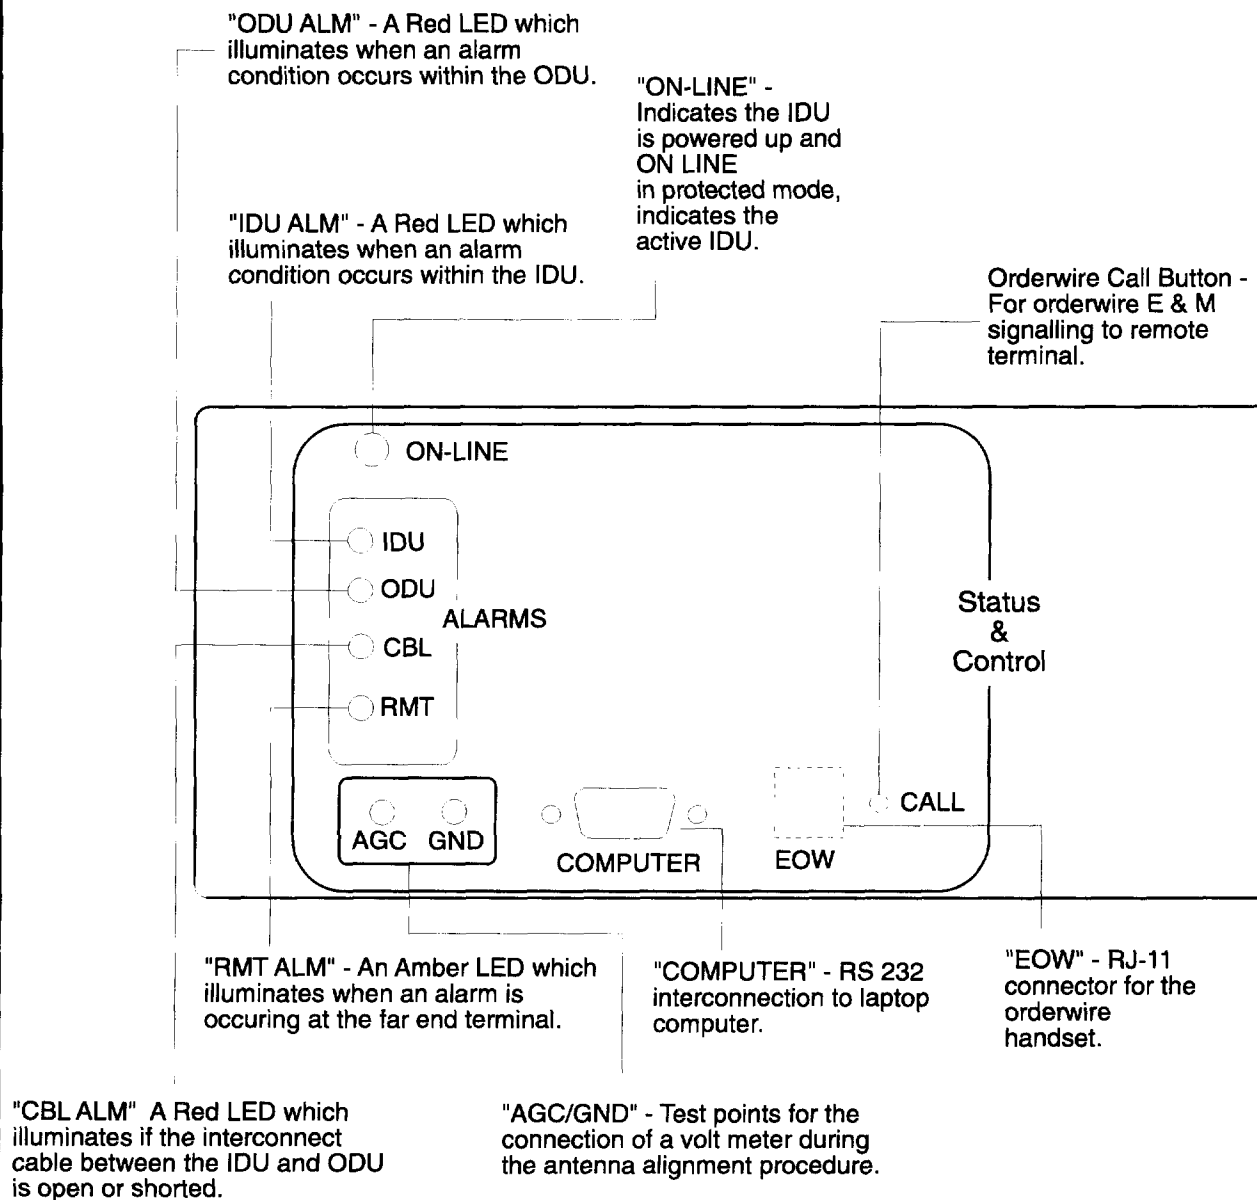 "ODU ALM" - A Red LED which
illuminates when an alarm
condition occurs within the ODU.
"ON-LINE" -
Indicates the IDU
is powered up and
ON LINE
in protected mode,
indicates the
active IDU.
"IDU ALM" - A Red LED which
illuminates when an alarm
condition occurs within the IDU.
Orderwire Call Button -
For orderwire E & M
signalling to remote
terminal.
ON-LINE
IDU
ODU
ALARMS
CBL
RMT
Status
&
Control
AGC GND
COMPUTER
EOW
CALL
"RMT ALM" - An Amber LED which
illuminates when an alarm is
occuring at the far end terminal.
"COMPUTER" - RS 232
interconnection to laptop
computer.
"EOW" - RJ-11
connector for the
orderwire
handset.
"CBL ALM" A Red LED which
illuminates if the interconnect
cable between the IDU and ODU
is open or shorted.
"AGC/GND" - Test points for the
connection of a volt meter during
the antenna alignment procedure.